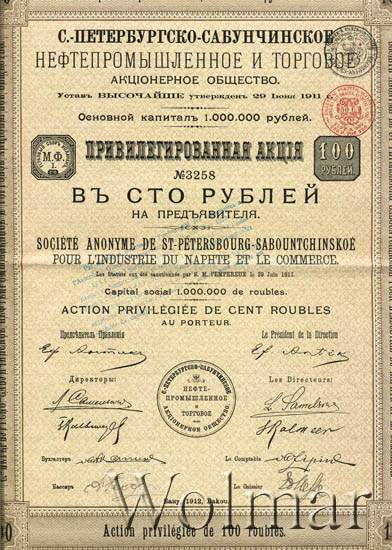 С.-ПЕТЕРБУРГСКО-САБУНЧИНСКОЕ
НЕФТЕПРОМЫШЛЕННОЕ И ТОРГОВОЕ
АКЦІОНЕРНОЕ ОБЩЕСТВО.
Уставъ ВЫСОЧАЙШЕ утвержденъ 29 Іюня 1911 г.
Основной капиталъ 1.000.000 рублей.
М.Ф.
ПРИВИЛЕГИРОВАННАЯ АКЦІЯ
100
РУБЛЕЙ.
№3258
ВЪ СТО РУБЛЕЙ
НА ПРЕДЪЯВИТЕЛЯ.
SOCIÉTÉ ANONYME DE ST-PÉTERSBOURG-SABOUNTCHINSKOÉ
POUR L'INDUSTRIE DU NAPHTE ET LE COMMERCE.
Les Statuts ont été sanctionnés par S. M. l'EMPEREUR le 29 Juin 1911.
Capital social 1.000.000 de roubles.
ACTION PRIVILÉGIÉE DE CENT ROUBLES
AU PORTEUR.
Предсѣдатель Правленія
Le Président de la Direction
Директоры:
Les Directeurs:
С.-ПЕТЕРБУРГСКО-САБУНЧИНСКОЕ
НЕФТЕ-
ПРОМЫШЛЕННОЕ
И ТОРГОВОЕ
АКЦІОНЕРНОЕ ОБЩЕСТВО
Бухгалтеръ
Le Comptable
Кассиръ
Le Caissier
Баку, 1912, Bakou.
Wolmar
Action privilégiée de 100 roubles.